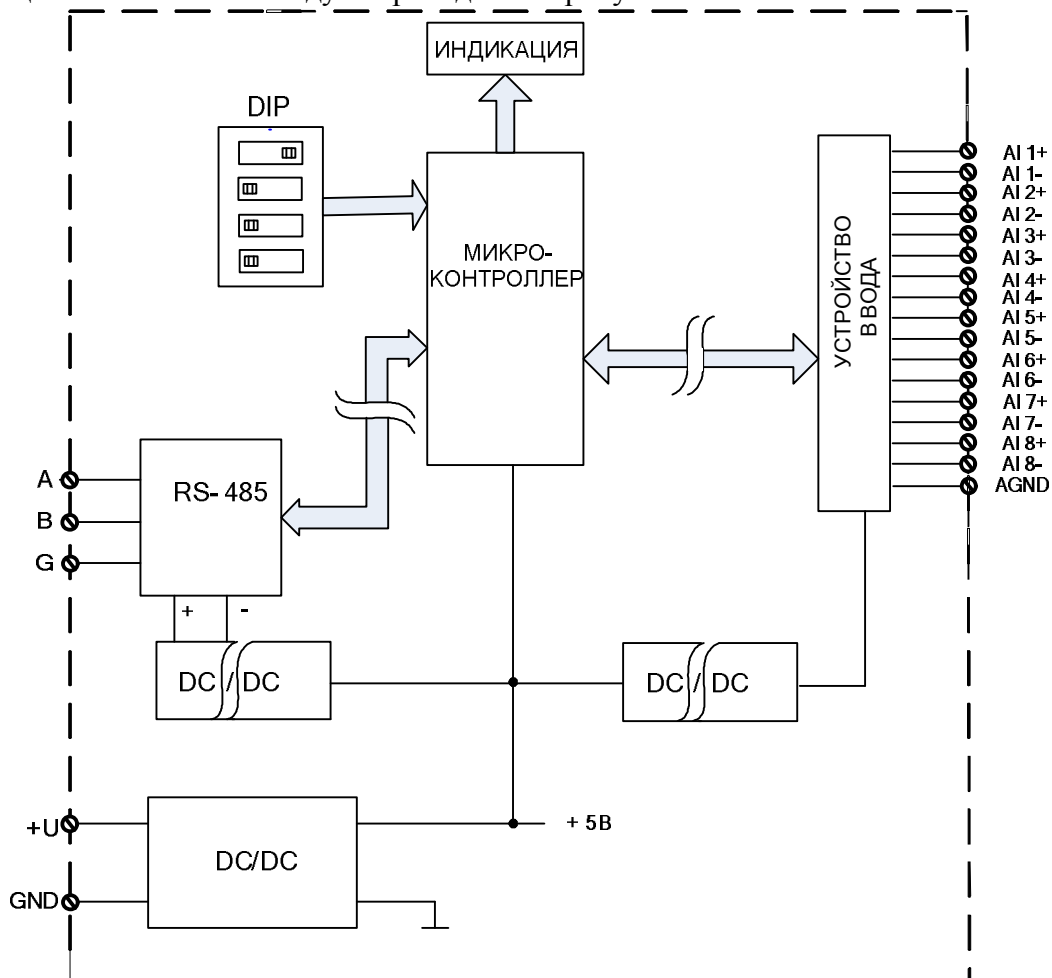 ИНДИКАЦИЯ
DIP
МИКРО-
КОНТРОЛЛЕР
УСТРОЙСТВО
ВВОДА
AI 1+
AI 1-
AI 2+
AI 2-
AI 3+
AI 3-
AI 4+
AI 4-
AI 5+
AI 5-
AI 6+
AI 6-
AI 7+
AI 7-
AI 8+
AI 8-
AGND
A
B
G
RS-485
+ -
DC / DC
DC / DC
+U
GND
DC/DC
+ 5В